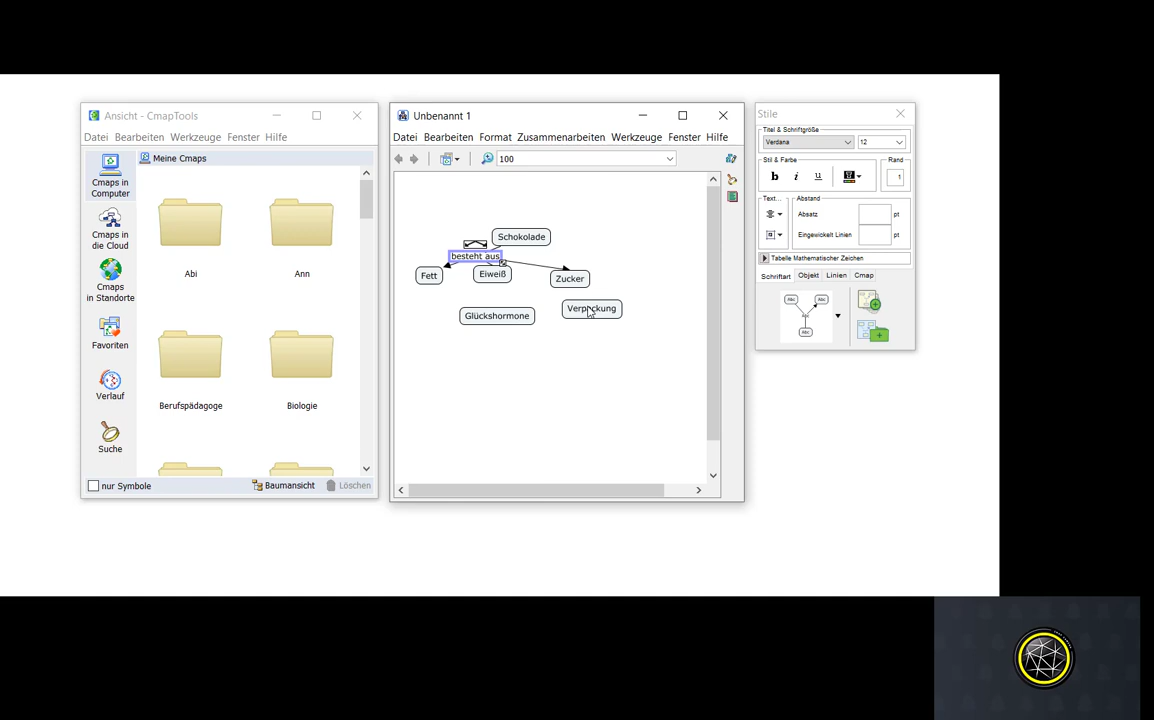 Ansicht - CmapTools
Datei Bearbeiten Werkzeuge Fenster Hilfe
Cmaps in
Computer
Cmaps in
die Cloud
Cmaps
in Standorte
Favoriten
Verlauf
Suche
Meine Cmaps
Abi
Ann
Berufspädagoge
Biologie
nur Symbole
Baumansicht
Löschen
Unbenannt 1
Datei Bearbeiten Format Zusammenarbeiten Werkzeuge Fenster Hilfe
100
Schokolade
besteht aus
Fett
Eiweiß
Zucker
Glückshormone
Verpackung
Stile
Titel & Schriftgröße
Verdana
12
Stil & Farbe
Rand
b i u
1
Text...
Abstand
Absatz
pt
Eingewickelt Linien
pt
Tabelle Mathematischer Zeichen
Schriftart Objekt Linien Cmap
Abc
Abc
Abc